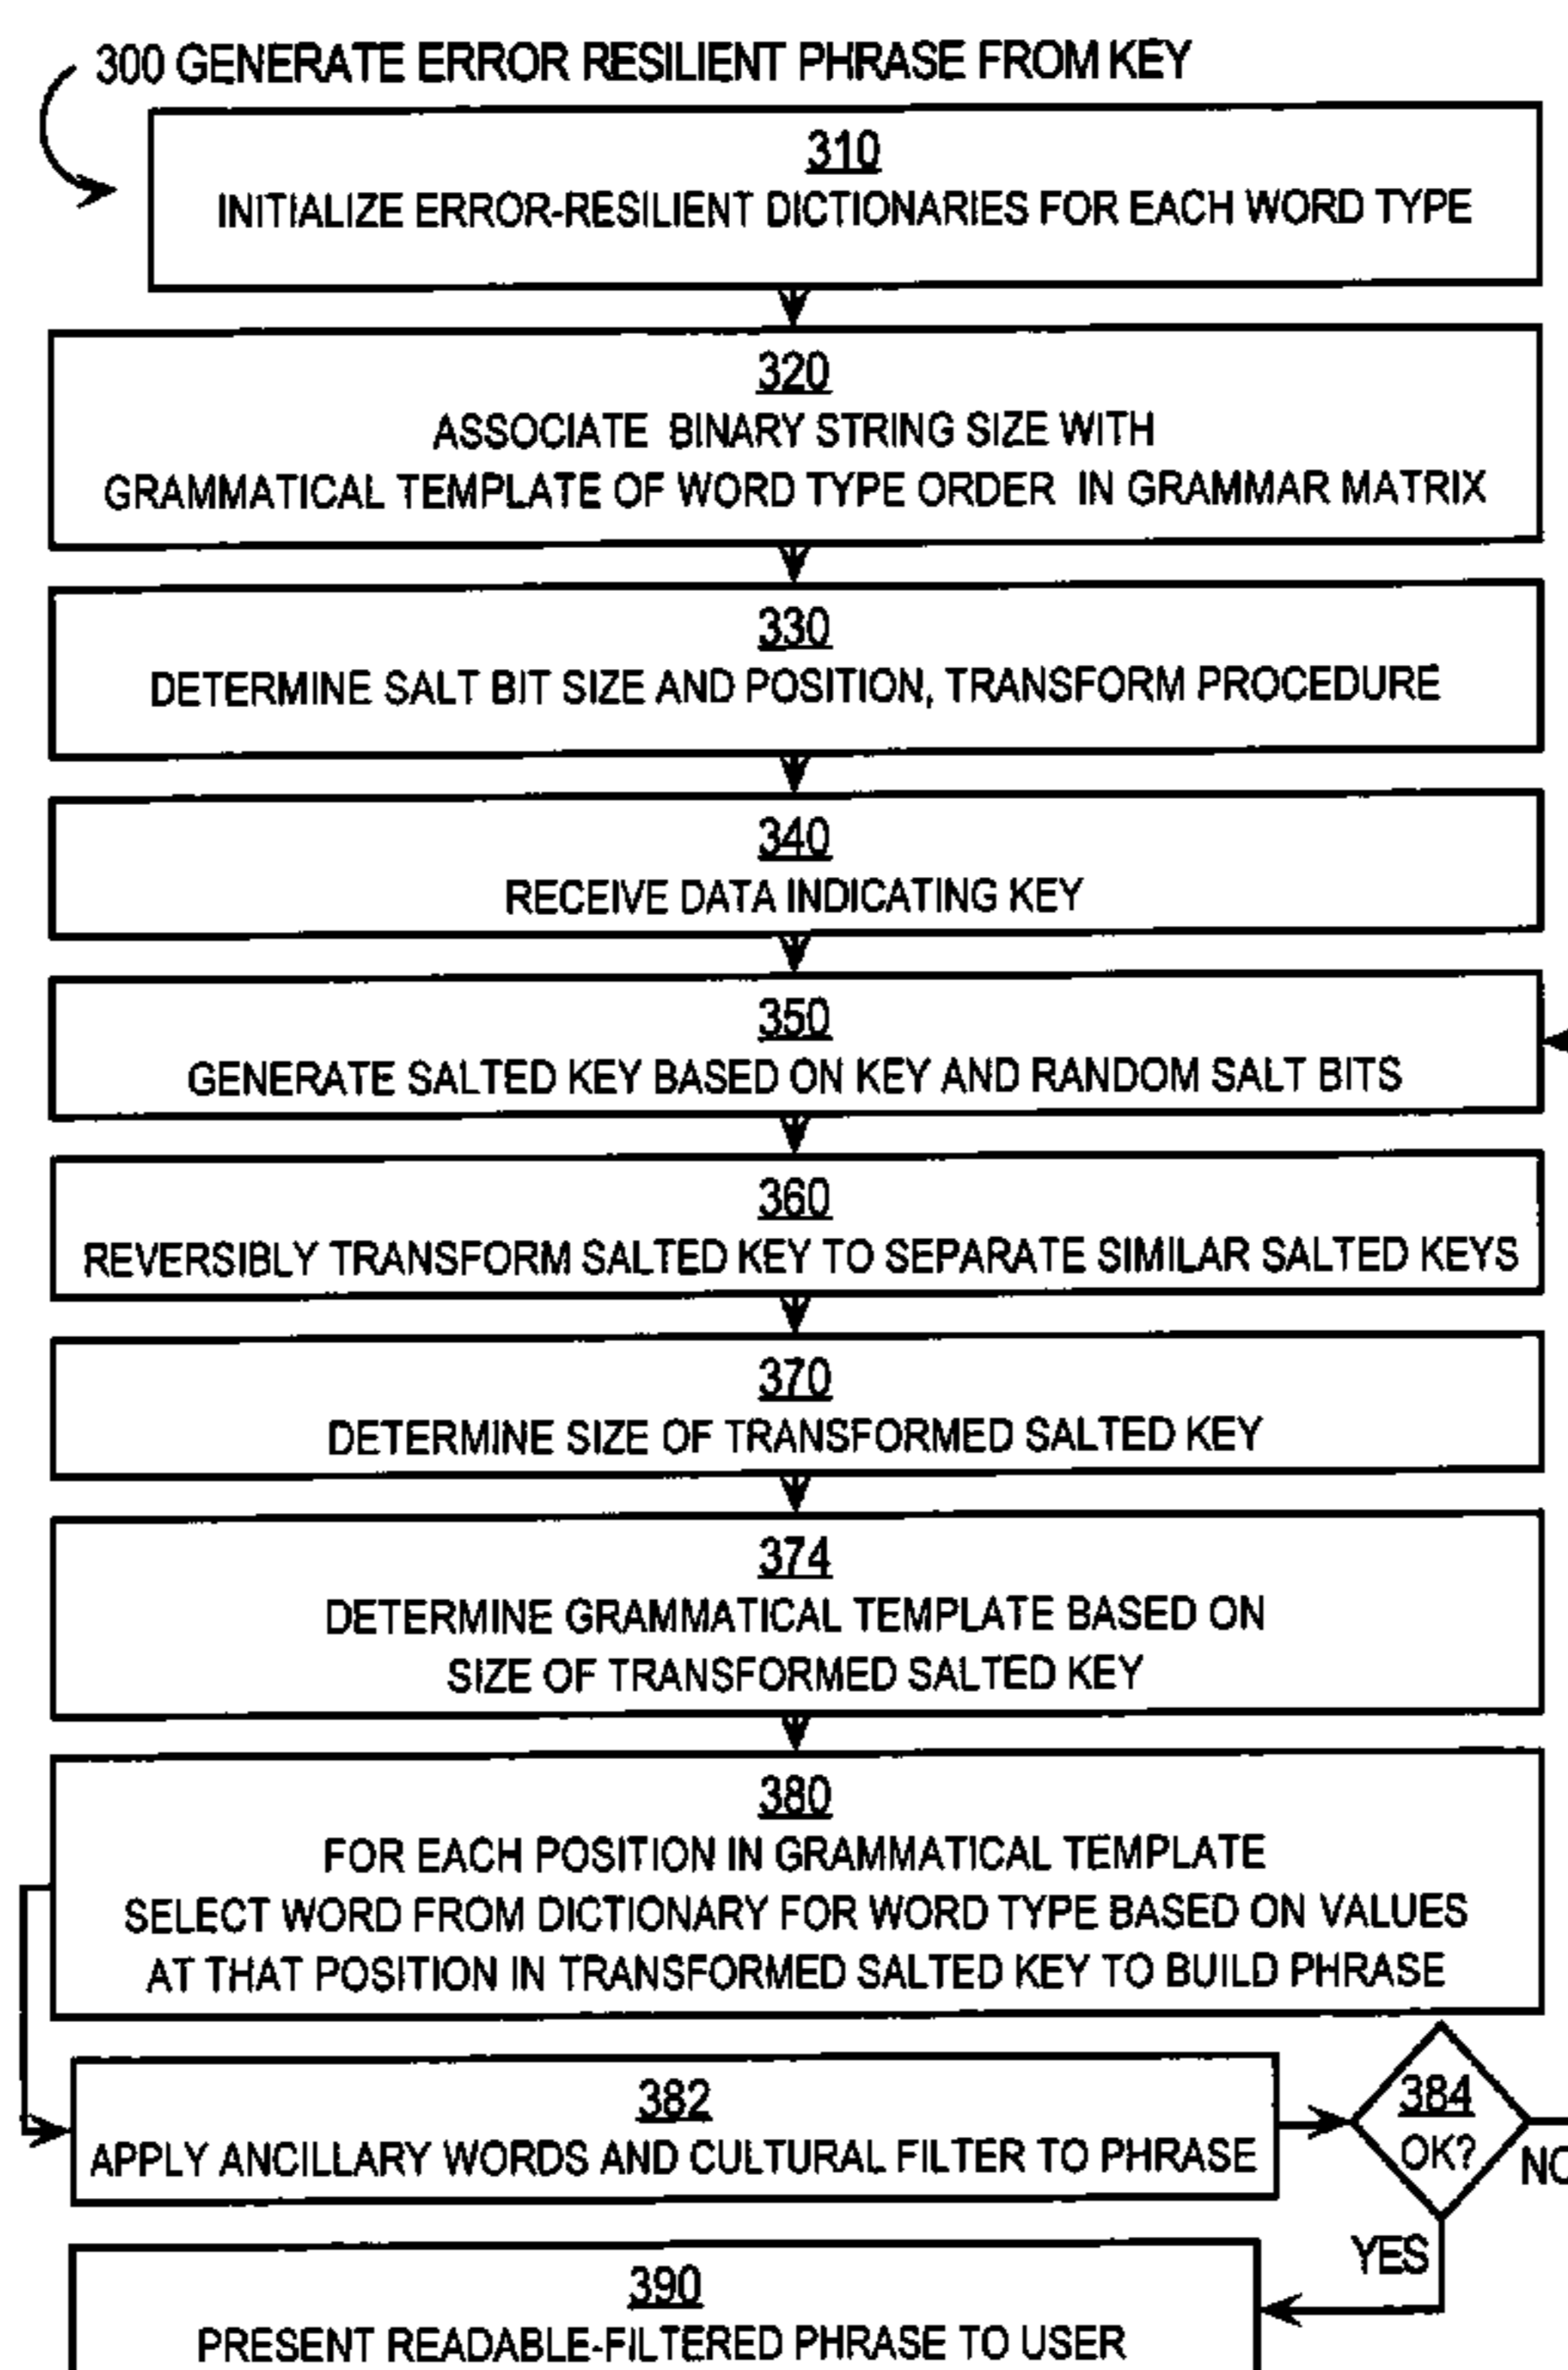 300 GENERATE ERROR RESILIENT PHRASE FROM KEY
310
INITIALIZE ERROR-RESILIENT DICTIONARIES FOR EACH WORD TYPE
320
ASSOCIATE BINARY STRING SIZE WITH
GRAMMATICAL TEMPLATE OF WORD TYPE ORDER IN GRAMMAR MATRIX
330
DETERMINE SALT BIT SIZE AND POSITION, TRANSFORM PROCEDURE
340
RECEIVE DATA INDICATING KEY
350
GENERATE SALTED KEY BASED ON KEY AND RANDOM SALT BITS
360
REVERSIBLY TRANSFORM SALTED KEY TO SEPARATE SIMILAR SALTED KEYS
370
DETERMINE SIZE OF TRANSFORMED SALTED KEY
374
DETERMINE GRAMMATICAL TEMPLATE BASED ON
SIZE OF TRANSFORMED SALTED KEY
380
FOR EACH POSITION IN GRAMMATICAL TEMPLATE
SELECT WORD FROM DICTIONARY FOR WORD TYPE BASED ON VALUES
AT THAT POSITION IN TRANSFORMED SALTED KEY TO BUILD PHRASE
382
APPLY ANCILLARY WORDS AND CULTURAL FILTER TO PHRASE
384
OK?
NO
YES
390
PRESENT READABLE-FILTERED PHRASE TO USER